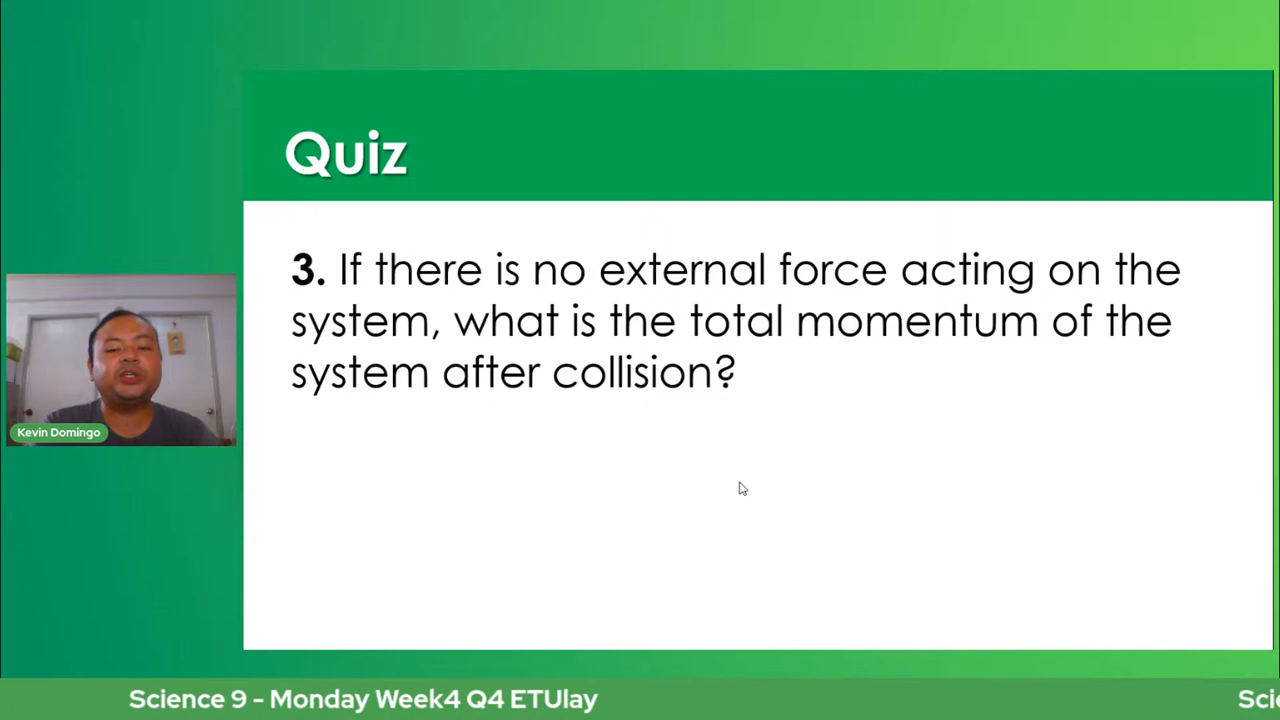 Quiz
3. If there is no external force acting on the
system, what is the total momentum of the
system after collision?
Kevin Domingo
Science 9 - Monday Week4 Q4 ETUlay
Scie